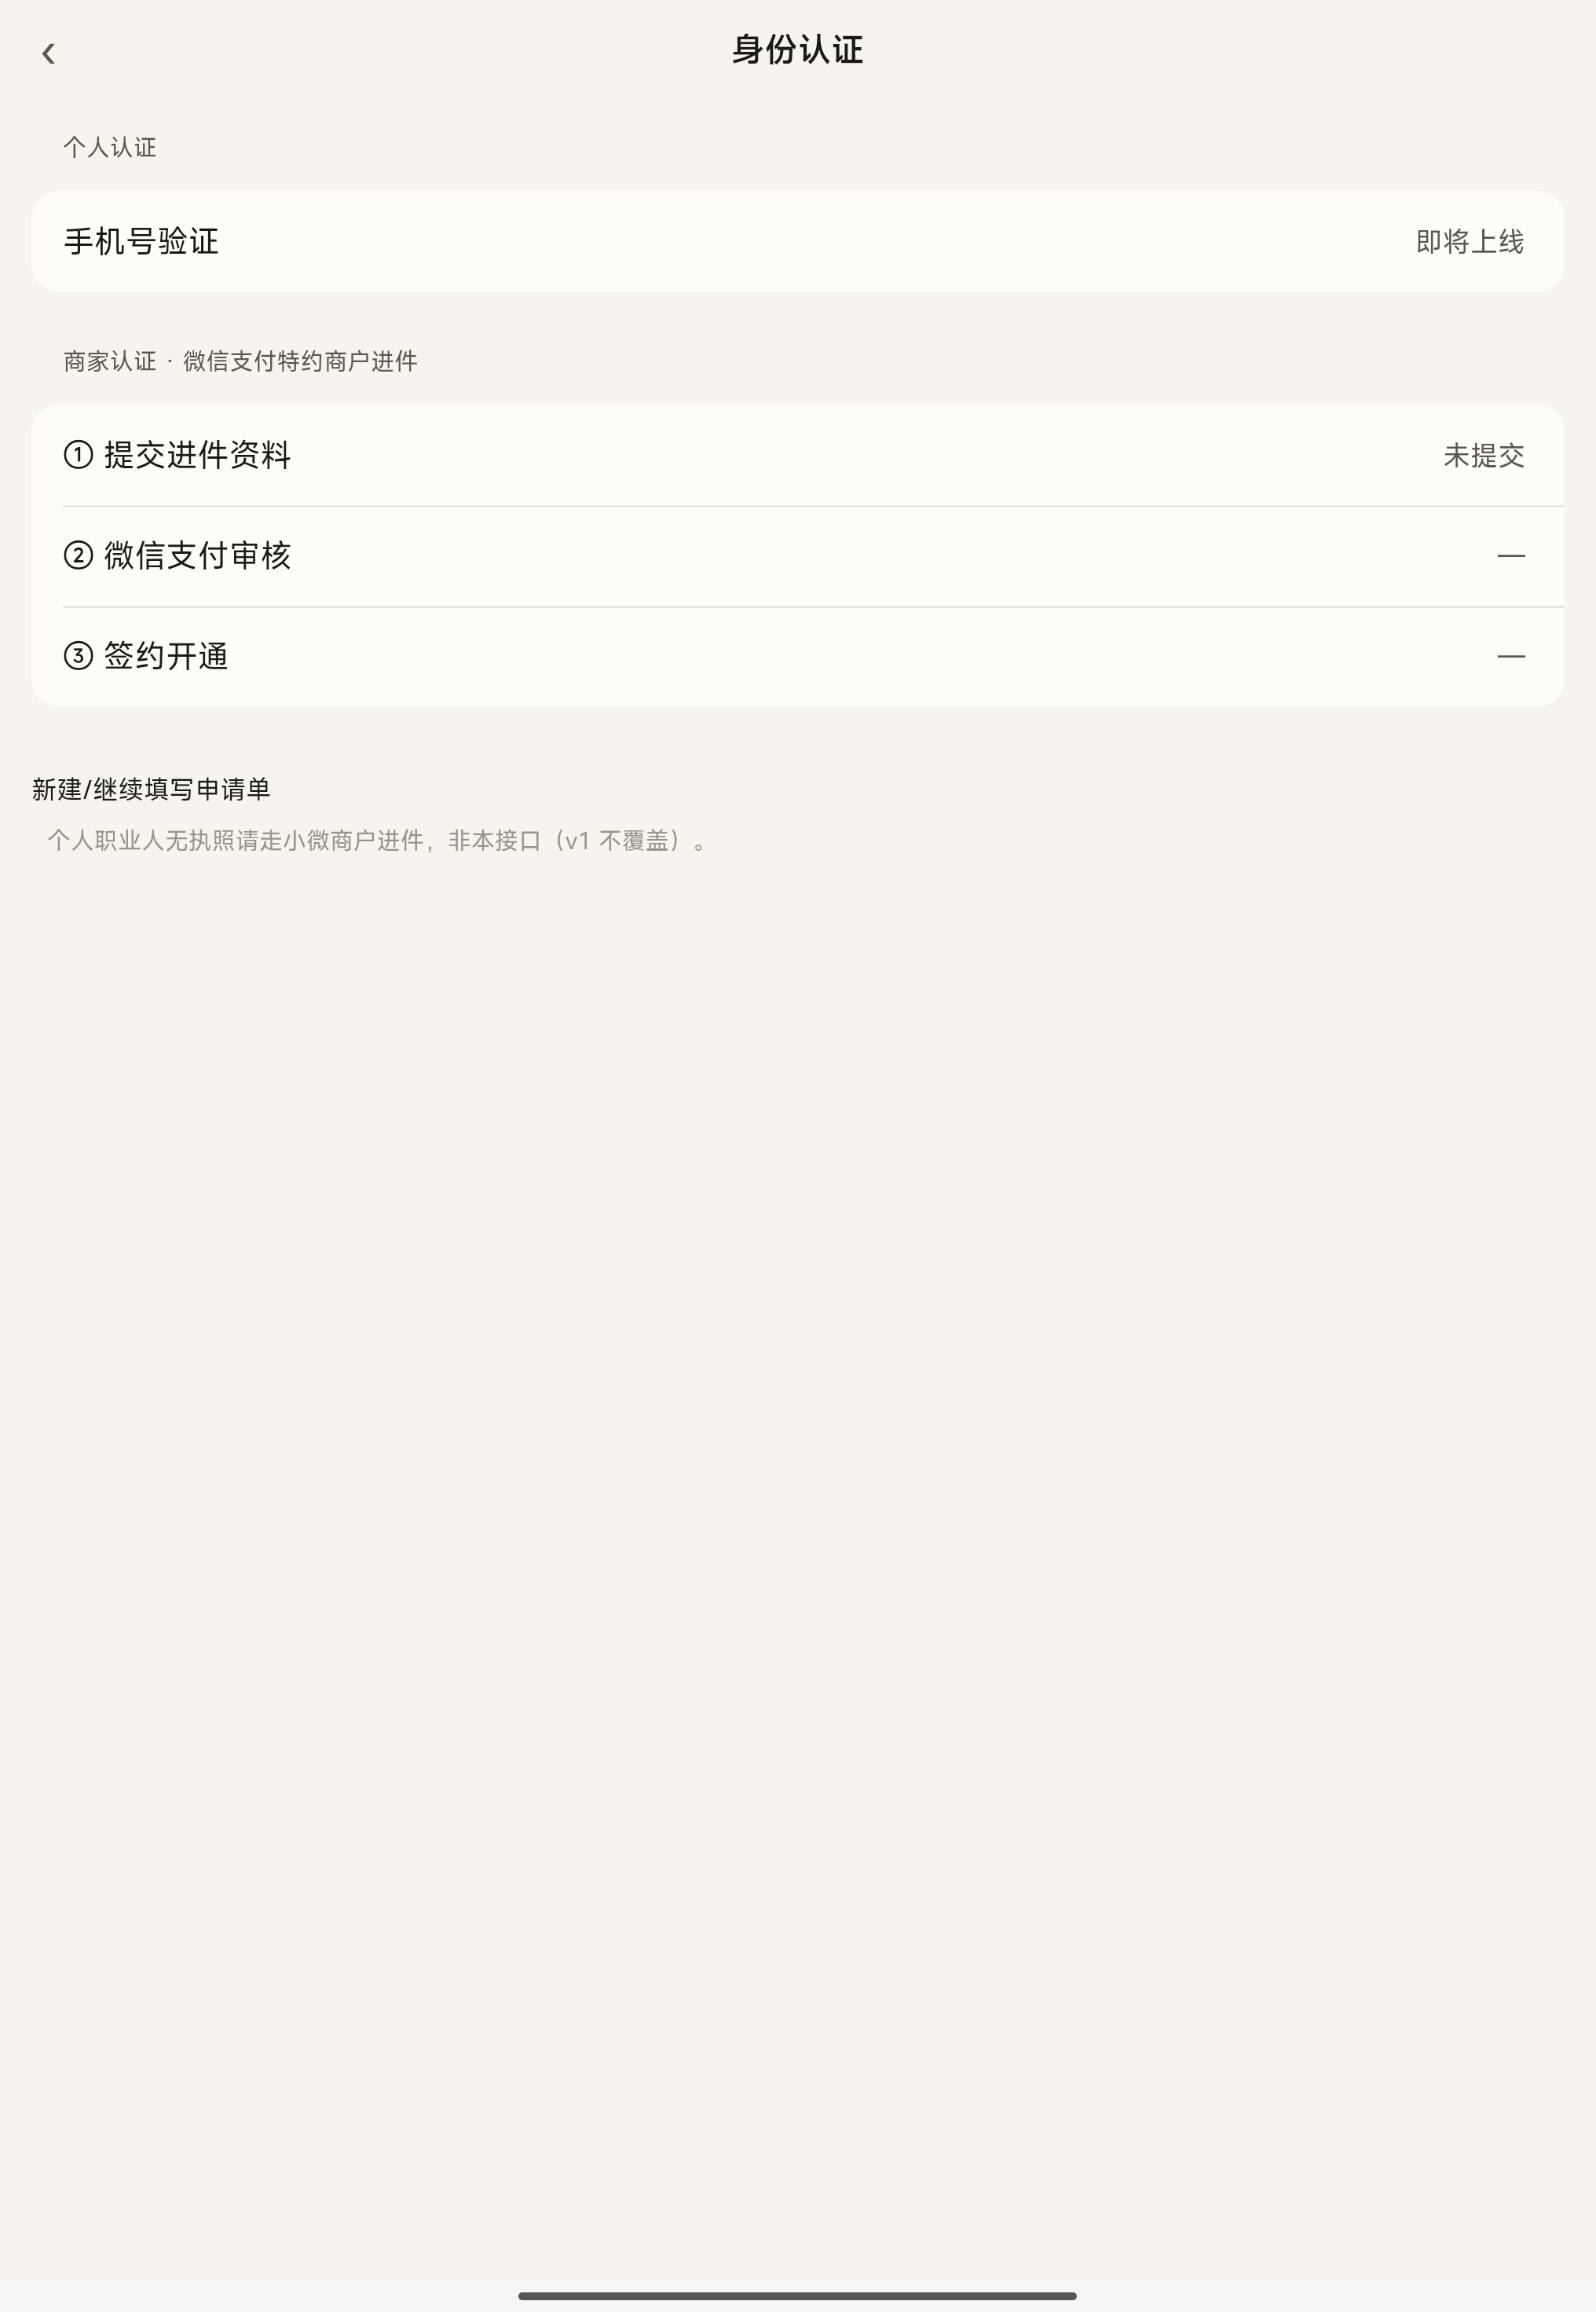 ‹
身份认证
个人认证
手机号验证 即将上线
商家认证 · 微信支付特约商户进件
① 提交进件资料 未提交
② 微信支付审核 —
③ 签约开通 —
新建/继续填写申请单
个人职业人无执照请走小微商户进件，非本接口（v1 不覆盖）。